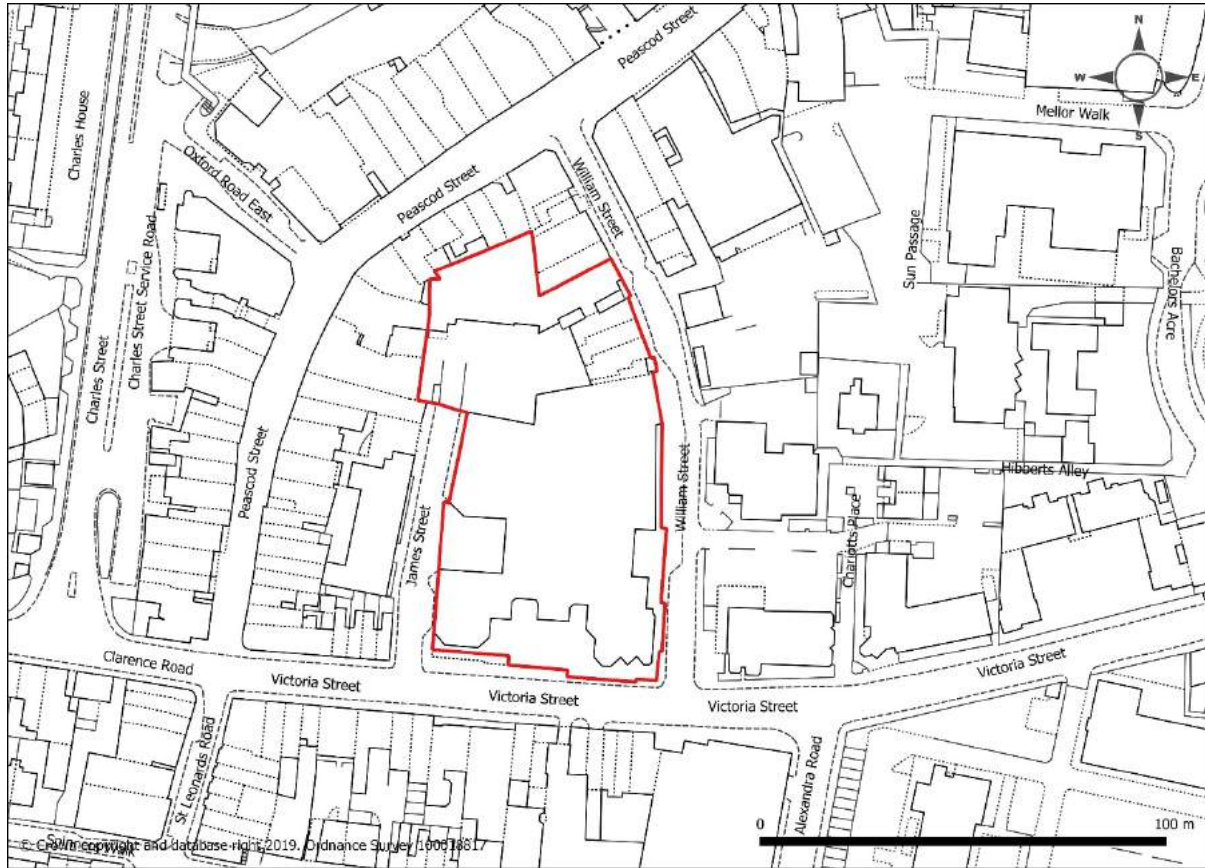 Peascod Street
N
W
E
S
Mellor Walk
Charles House
Oxford Road East
Peascod Street
William Street
Charles Street
Charles Street Service Road
Sun Passage
Bachelors Acre
Peascod Street
James Street
William Street
Hibberts Alley
Charlotts Place
Clarence Road
Victoria Street
Victoria Street
Victoria Street
Victoria Street
St Leonards Road
Alexandra Road
0
100 m
© Crown copyright and database right 2019. Ordnance Survey 100018817